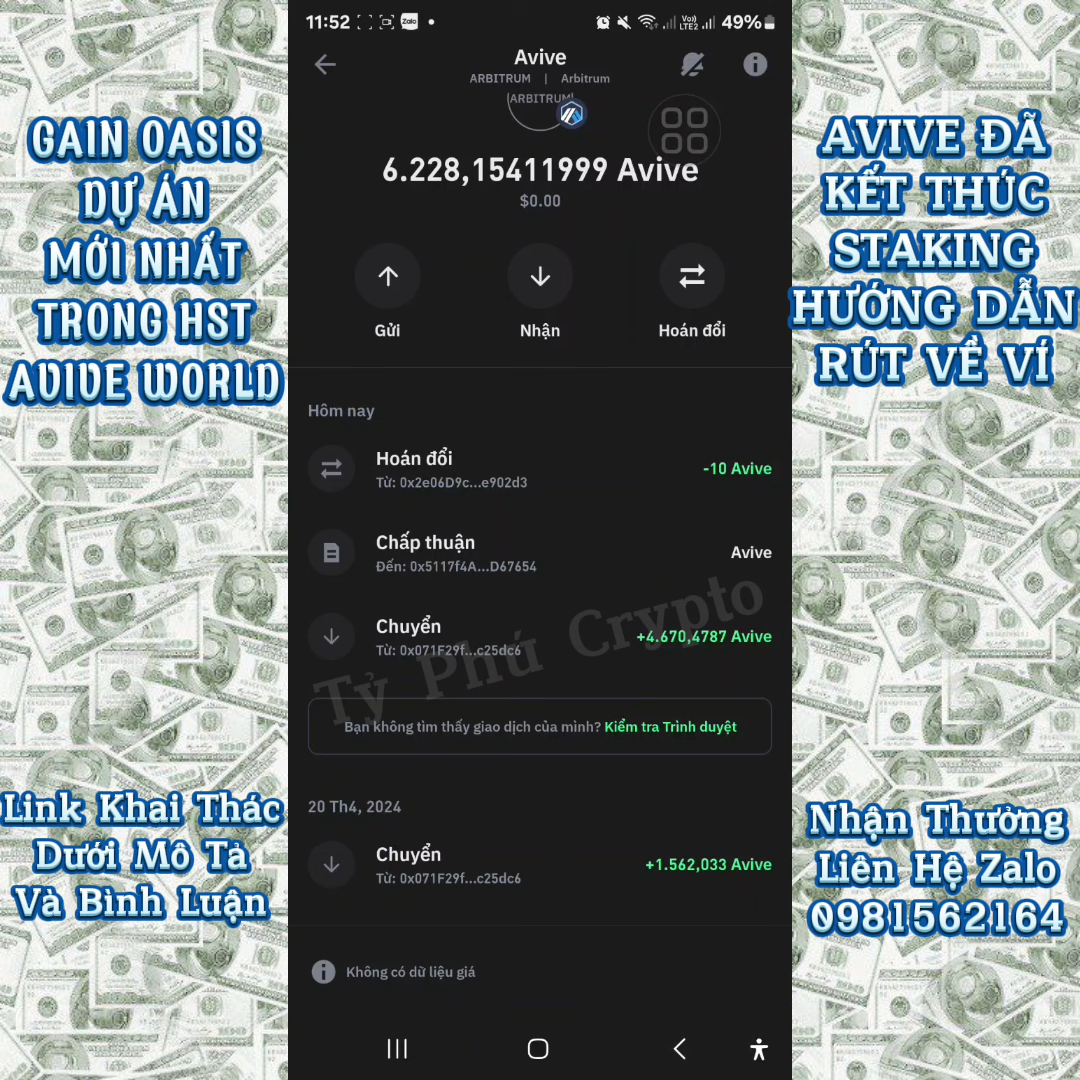 11:52
Zalo
Vo))
LTE2
49%
Avive
ARBITRUM | Arbitrum
ARBITRUM
6.228,15411999 Avive
$0.00
Gửi
Nhận
Hoán đổi
Hôm nay
Hoán đổi
-10 Avive
Từ: 0x2e06D9c...e902d3
Chấp thuận
Avive
Đến: 0x5117f4A...D67654
Chuyển
+4.670,4787 Avive
Từ: 0x071F29f...c25dc6
Tỷ Phú Crypto
Bạn không tìm thấy giao dịch của mình? Kiểm tra Trình duyệt
20 Th4, 2024
Chuyển
+1.562,033 Avive
Từ: 0x071F29f...c25dc6
Không có dữ liệu giá
GAIN OASIS
DỰ ÁN
MỚI NHẤT
TRONG HST
AVIVE WORLD
Link Khai Thác
Dưới Mô Tả
Và Bình Luận
AVIVE ĐÃ
KẾT THÚC
STAKING
HƯỚNG DẪN
RÚT VỀ VÍ
Nhận Thưởng
Liên Hệ Zalo
0981562164